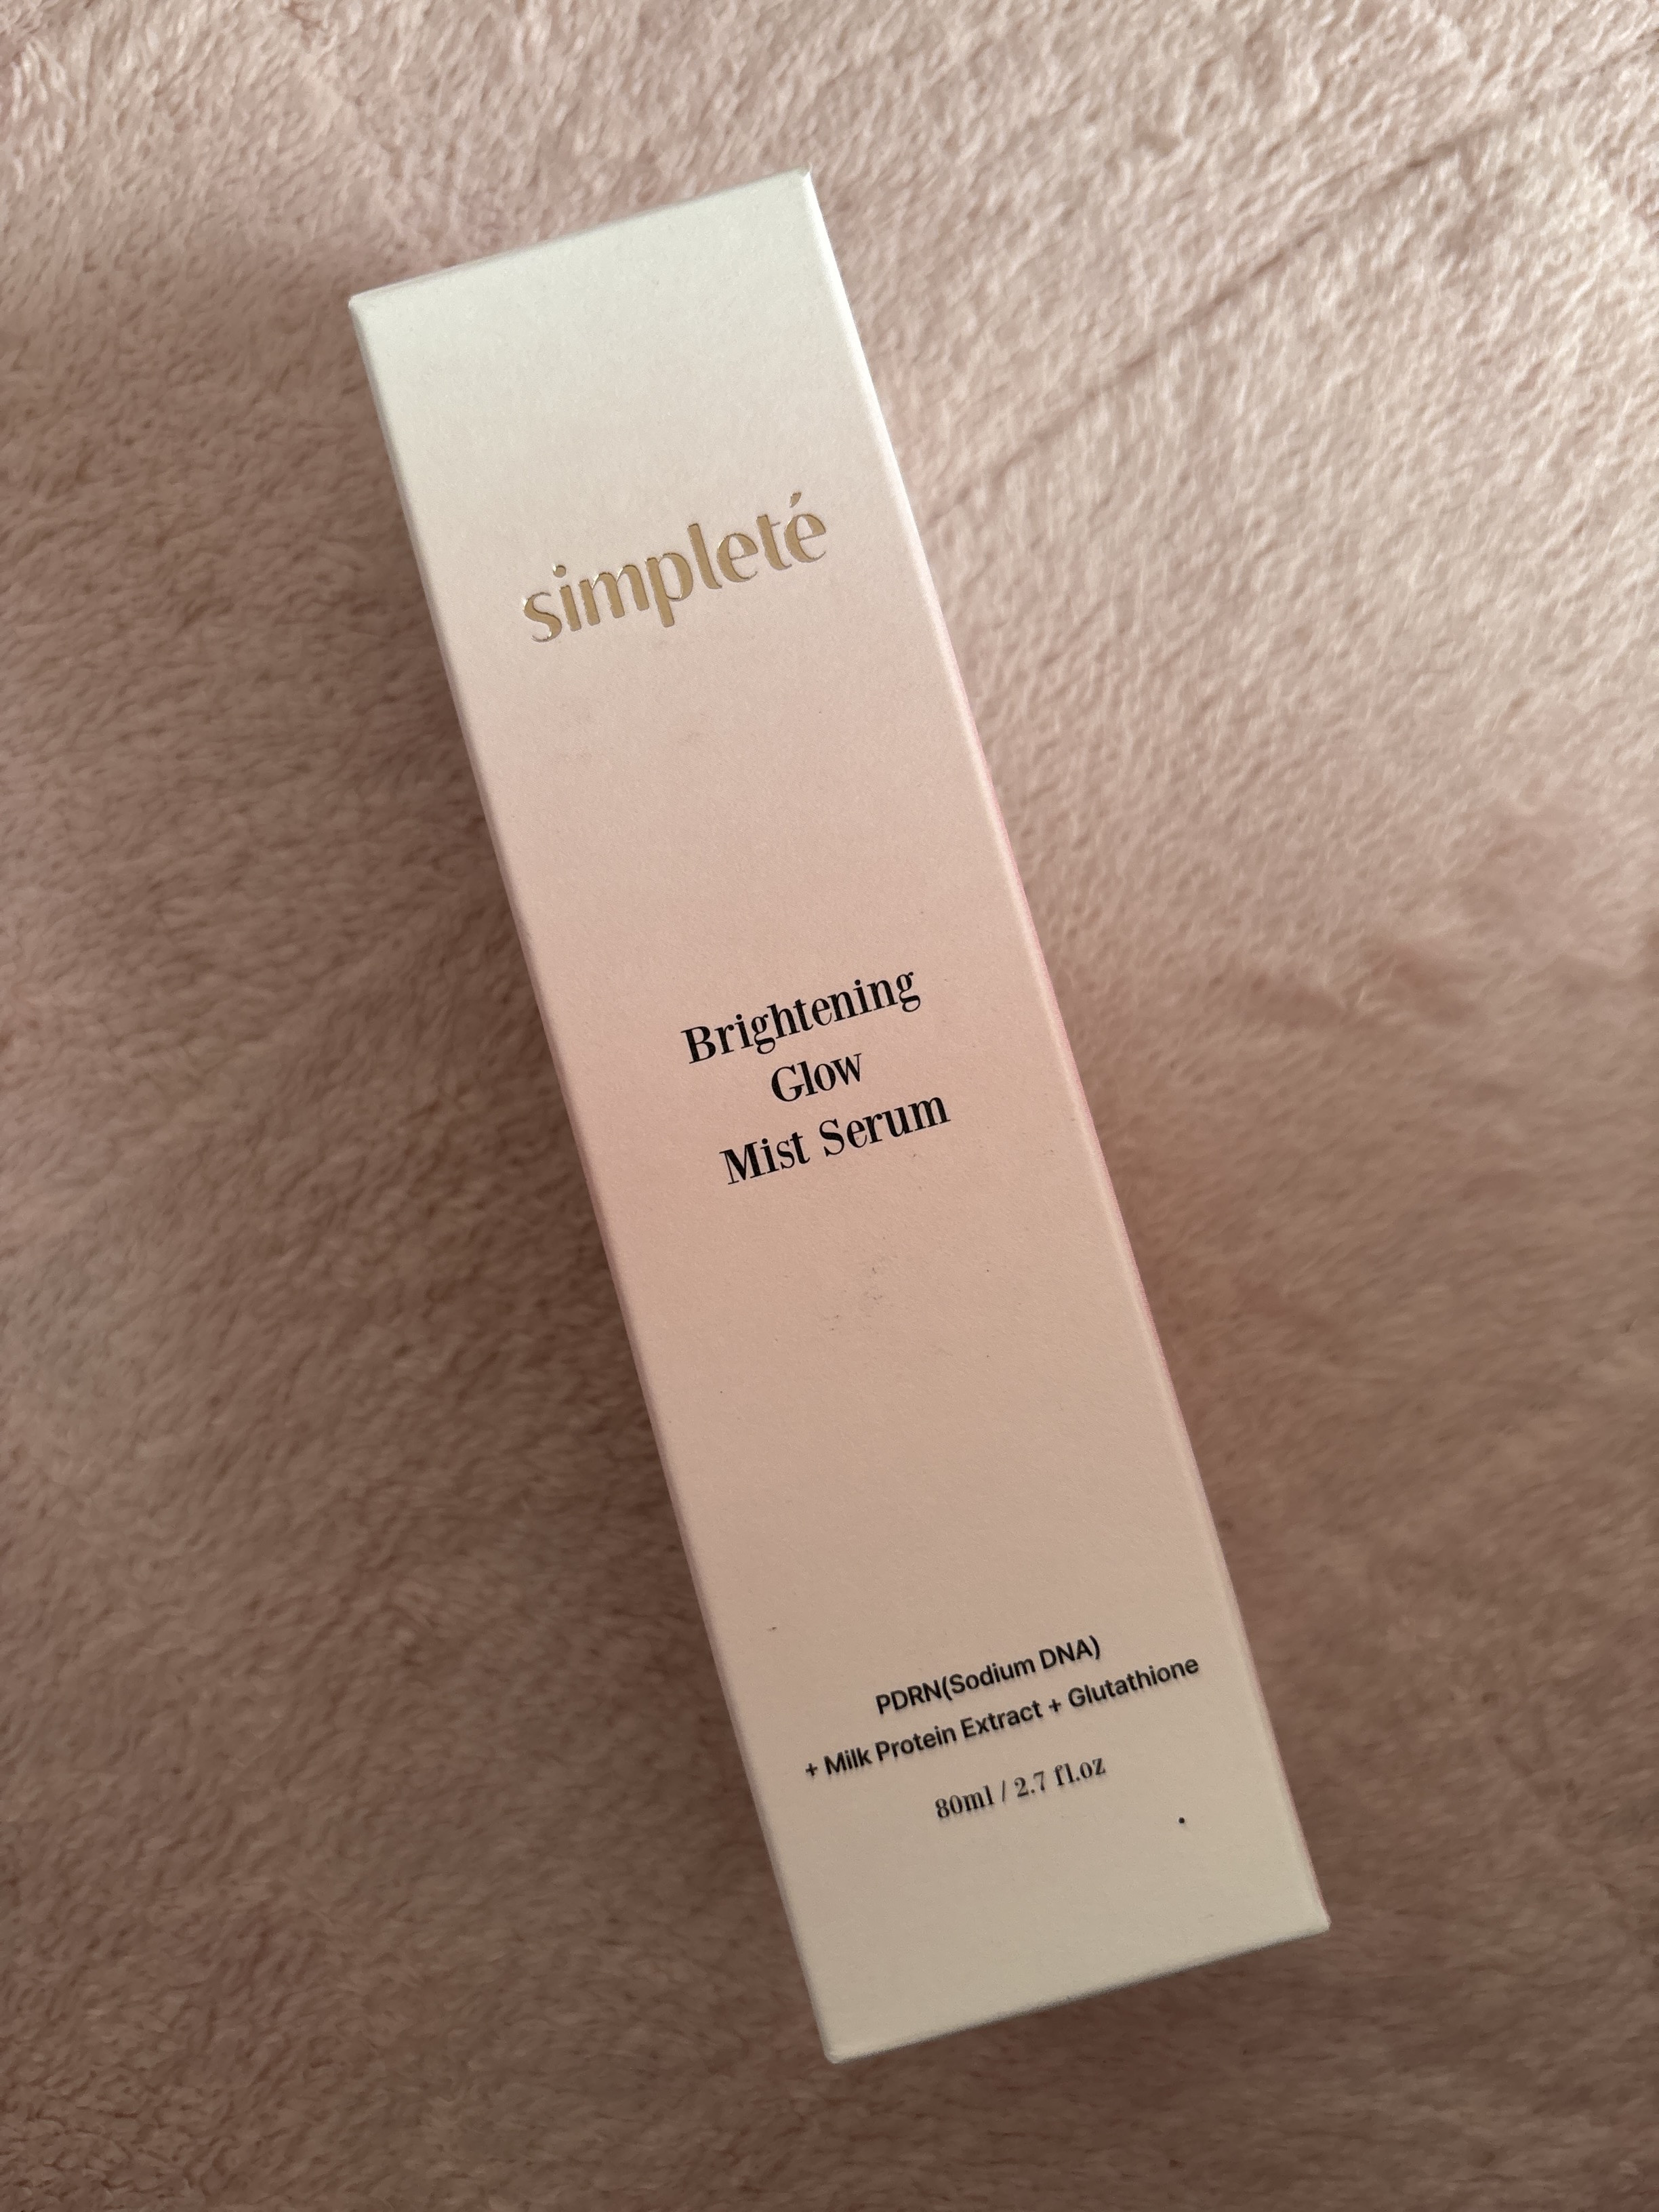 simpleté
Brightening
Glow
Mist Serum
PDRN(Sodium DNA)
+ Milk Protein Extract + Glutathione
80ml / 2.7 fl.oz